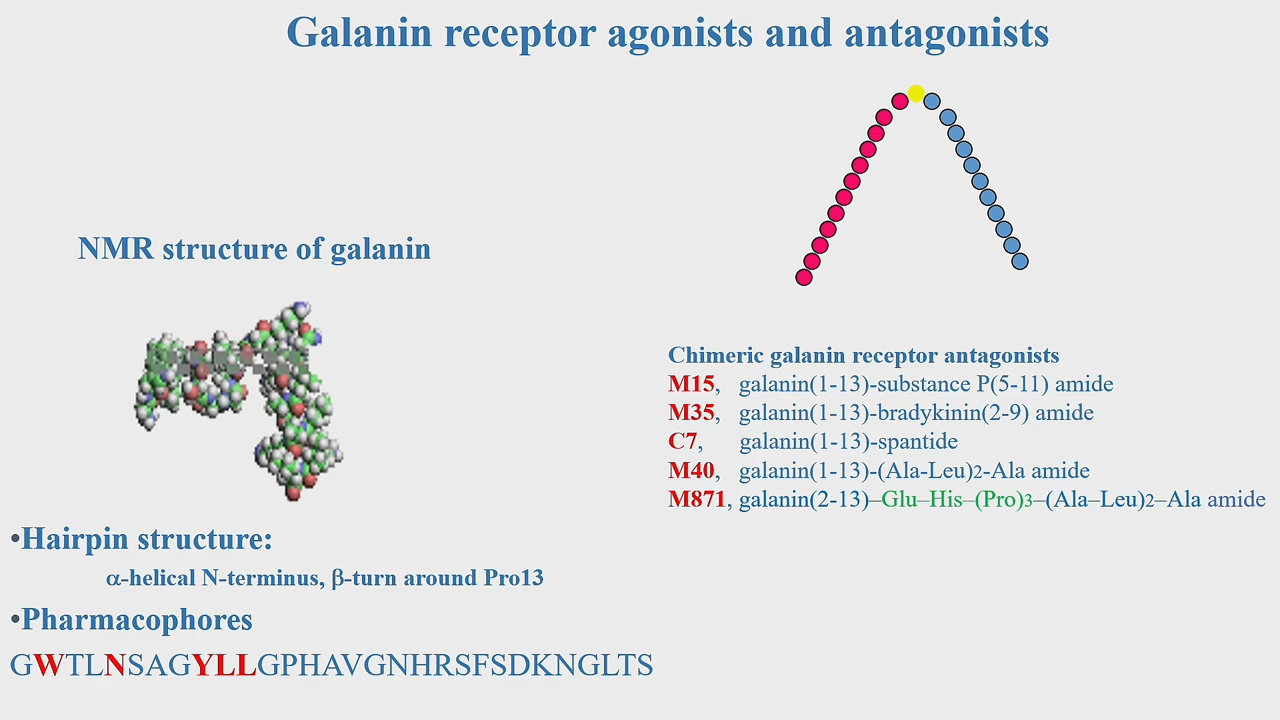 Galanin receptor agonists and antagonists
NMR structure of galanin
•Hairpin structure:
α-helical N-terminus, β-turn around Pro13
•Pharmacophores
GWTLNSAGYLLGPHAVGNHRSFSDKNGLTS
Chimeric galanin receptor antagonists
M15, galanin(1-13)-substance P(5-11) amide
M35, galanin(1-13)-bradykinin(2-9) amide
C7, galanin(1-13)-spantide
M40, galanin(1-13)-(Ala-Leu)2-Ala amide
M871, galanin(2-13)–Glu–His–(Pro)3–(Ala–Leu)2–Ala amide